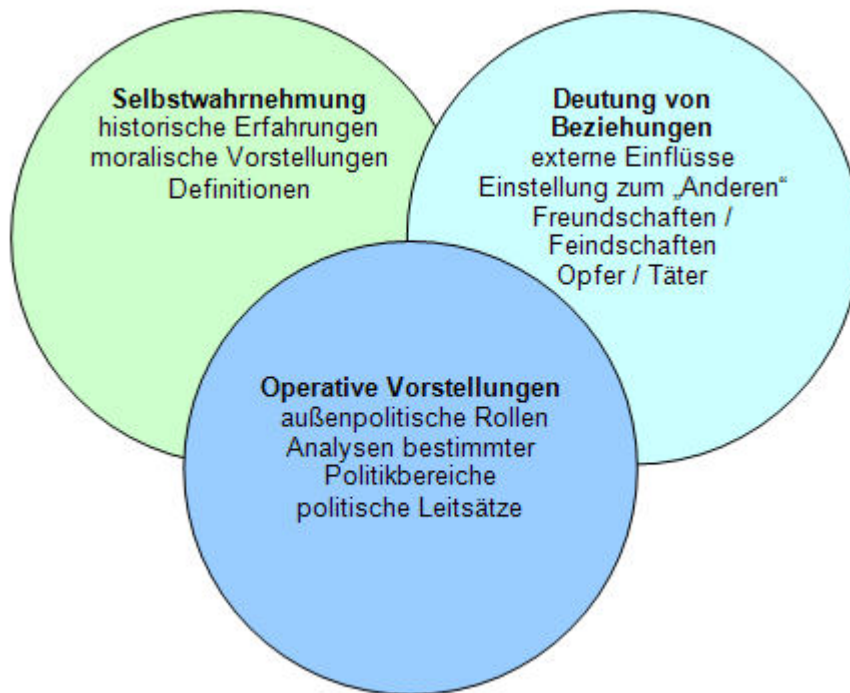 Selbstwahrnehmung
historische Erfahrungen
moralische Vorstellungen
Definitionen
Deutung von
Beziehungen
externe Einflüsse
Einstellung zum „Anderen“
Freundschaften /
Feindschaften
Opfer / Täter
Operative Vorstellungen
außenpolitische Rollen
Analysen bestimmter
Politikbereiche
politische Leitsätze